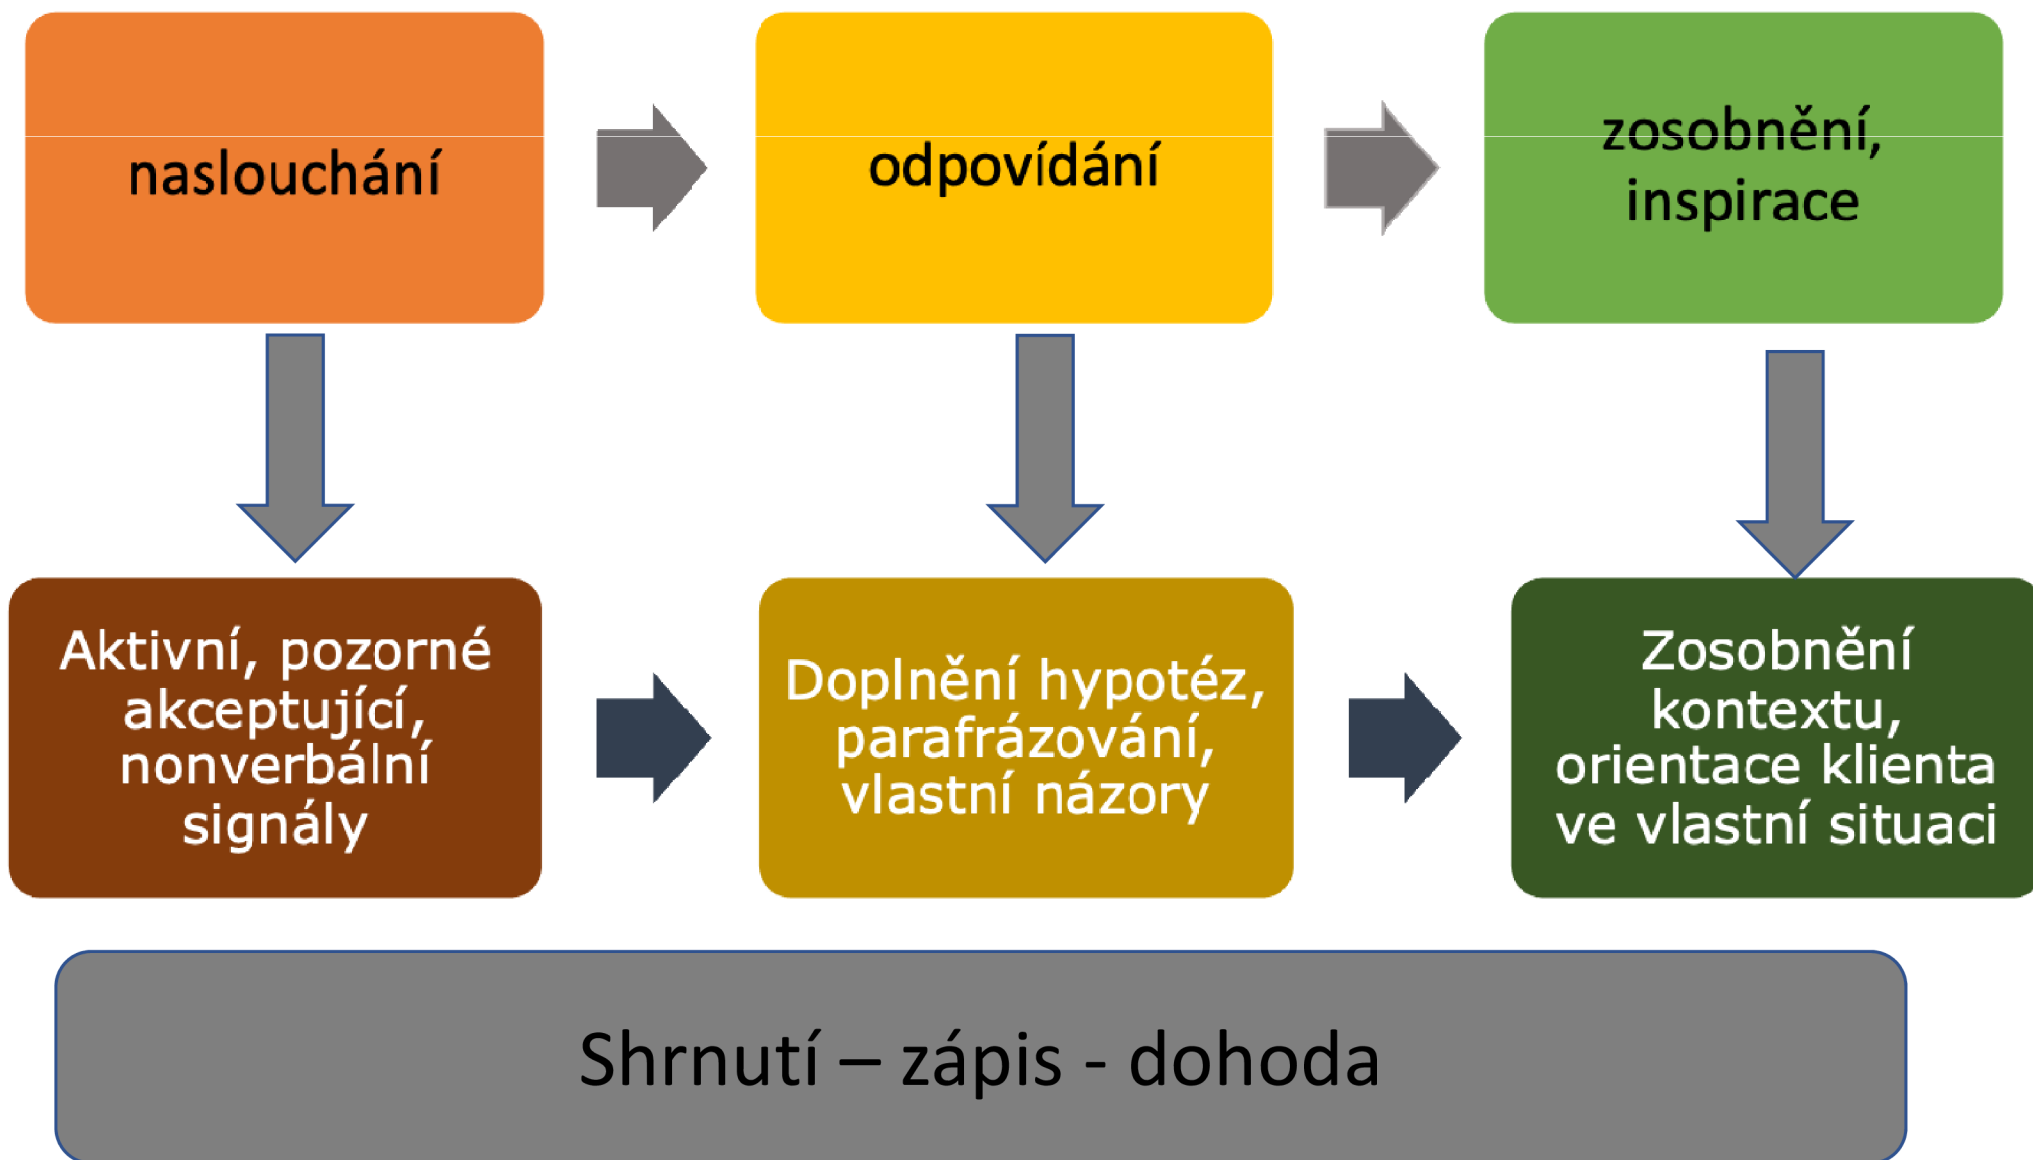 naslouchání
odpovídání
zosobnění,
inspirace
Aktivní, pozorné
akceptující,
nonverbální
signály
Doplnění hypotéz,
parafrázování,
vlastní názory
Zosobnění
kontextu,
orientace klienta
ve vlastní situaci
Shrnutí – zápis - dohoda